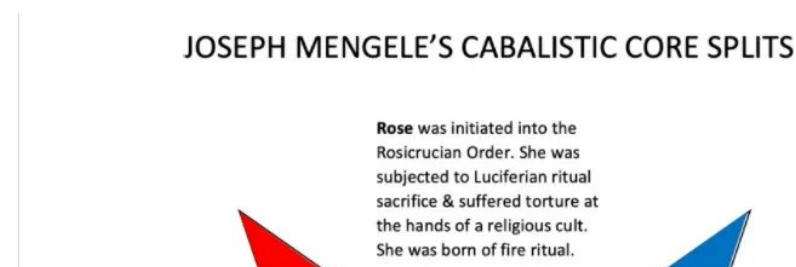 JOSEPH MENGELE'S CABALISTIC CORE SPLITS
Rose was initiated into the
Rosicrucian Order. She was
subjected to Luciferian ritual
sacrifice & suffered torture at
the hands of a religious cult.
She was born of fire ritual.